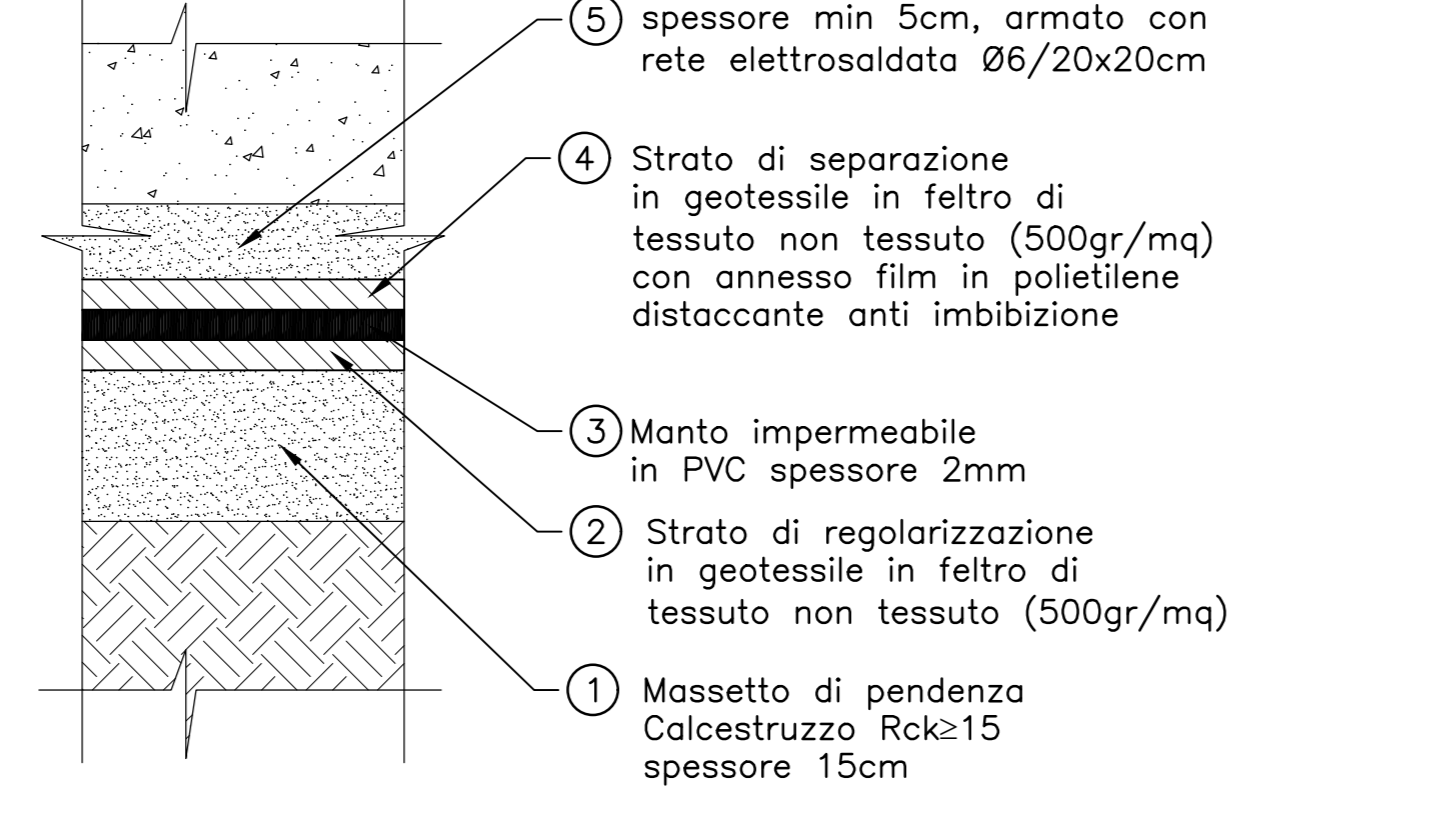 5 spessore min 5cm, armato con
rete elettrosaldata Ø6/20x20cm
4 Strato di separazione
in geotessile in feltro di
tessuto non tessuto (500gr/mq)
con annesso film in polietilene
distaccante anti imbibizione
3 Manto impermeabile
in PVC spessore 2mm
2 Strato di regolarizzazione
in geotessile in feltro di
tessuto non tessuto (500gr/mq)
1 Massetto di pendenza
Calcestruzzo Rck≥15
spessore 15cm